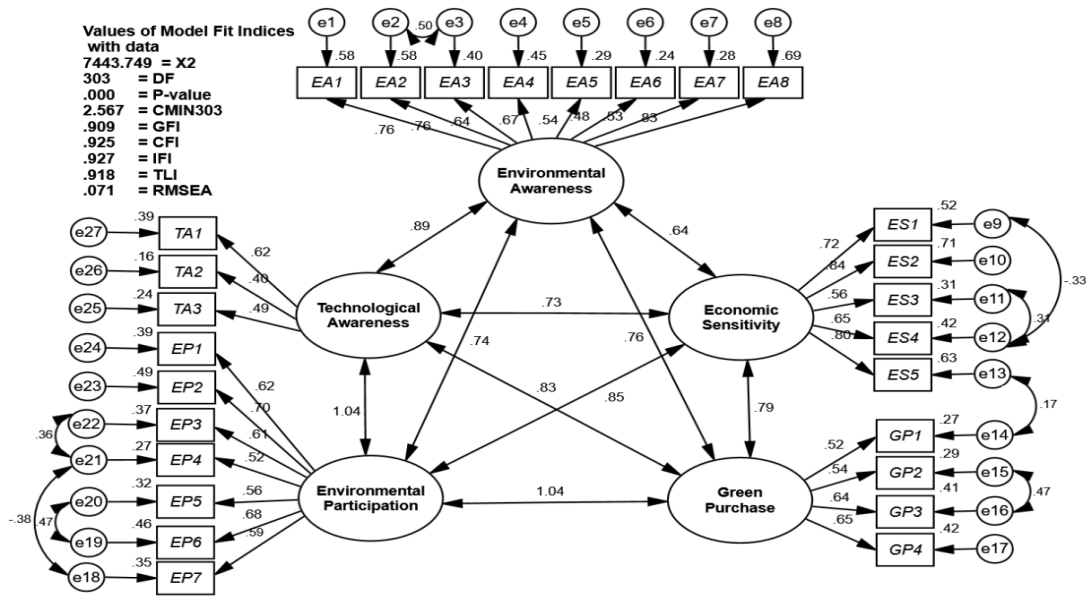 Values of Model Fit Indices
with data
7443.749 = X2
303 = DF
.000 = P-value
2.567 = CMIN303
.909 = GFI
.925 = CFI
.927 = IFI
.918 = TLI
.071 = RMSEA
e1 e2 .50 e3 e4 e5 e6 e7 e8
.58 .58 .40 .45 .29 .24 .28 .69
EA1 EA2 EA3 EA4 EA5 EA6 EA7 EA8
.76 .76 .64 .67 .54 .48 .53 .83
Environmental
Awareness
.89 .64
e27 .39 TA1 .62
e26 .16 TA2 .40
e25 .24 TA3 .49
Technological
Awareness
.73
Economic
Sensitivity
.72 ES1 .52 e9
.84 ES2 .71 e10
.56 ES3 .31 e11
.65 ES4 .42 e12
.80 ES5 .63 e13
-.33
.31
.17
.74 .76
.83 .85
1.04 .79
e24 .39 EP1 .62
e23 .49 EP2 .70
e22 .37 EP3 .61
e21 .27 EP4 .52
e20 .32 EP5 .56
e19 .46 EP6 .68
e18 .35 EP7 .59
.36
-.38
.47
Environmental
Participation
1.04
Green
Purchase
.52 GP1 .27 e14
.54 GP2 .29 e15
.64 GP3 .41 e16
.65 GP4 .42 e17
.47